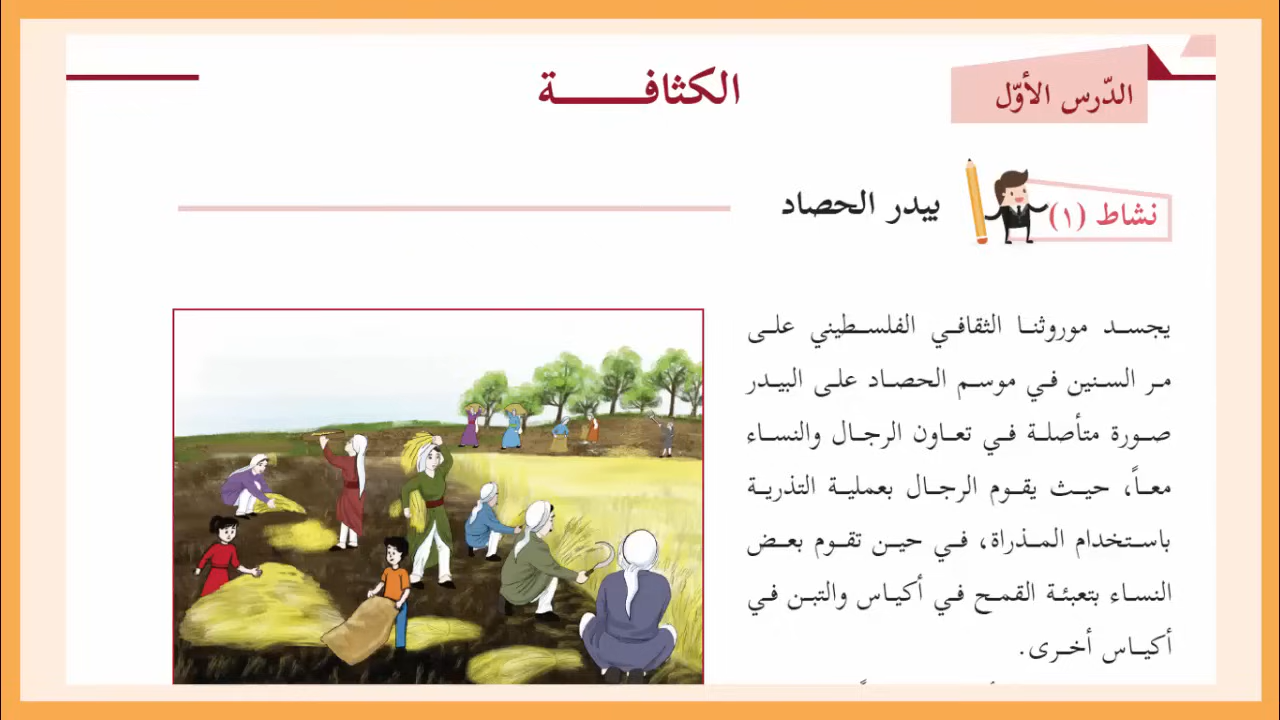 الدّرس الأوّل
الكثافة
نشاط (١)
بيدر الحصاد
يجسد موروثنا الثقافي الفلسطيني على
مر السنين في موسم الحصاد على البيدر
صورة متأصلة في تعاون الرجال والنساء
معاً، حيث يقوم الرجال بعملية التذرية
باستخدام المذراة، في حين تقوم بعض
النساء بتعبئة القمح في أكياس والتبن في
أكياس أخرى.